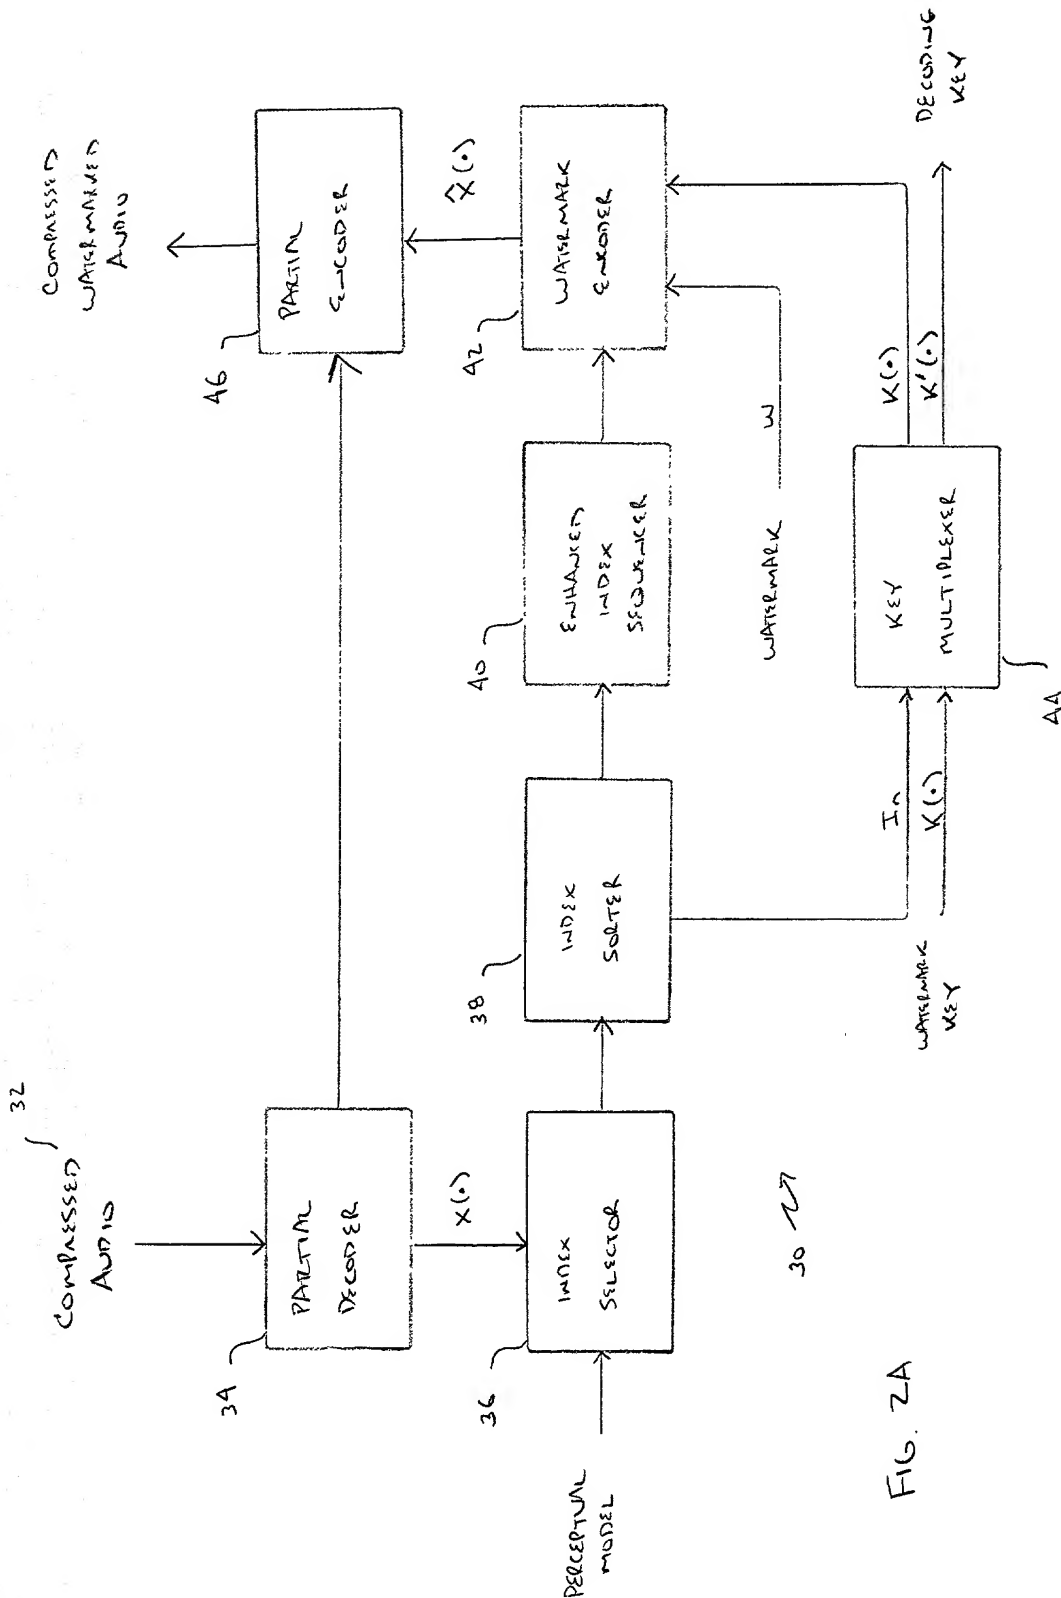 COMPRESSED
AUDIO
32
PARTIAL
DECODER
34
X(·)
PERCEPTUAL
MODEL
INDEX
SELECTOR
36
INDEX
SORTER
38
ENHANCED
INDEX
SEQUENCER
40
WATERMARK
ENCODER
42
X̂(·)
PARTIAL
ENCODER
46
COMPRESSED
WATERMARKED
AUDIO
WATERMARK
W
WATERMARK
KEY
In
K(·)
KEY
MULTIPLEXER
44
K(·)
K'(·)
DECODING
KEY
30
FIG. 2A